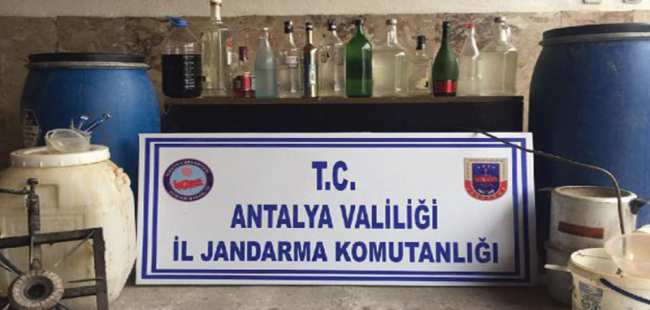 T.C.
ANTALYA VALİLİĞİ
İL JANDARMA KOMUTANLIĞI